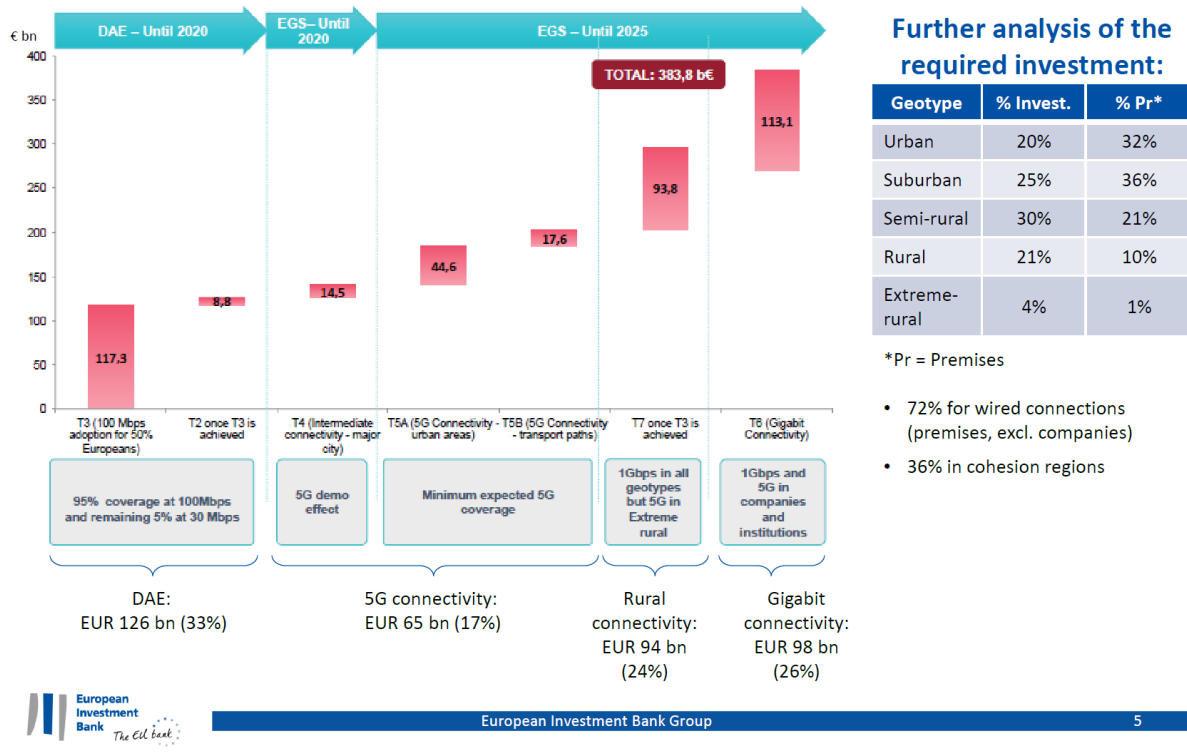 DAE – Until 2020
EGS– Until
2020
EGS – Until 2025
€ bn
400
350
300
250
200
150
100
50
0
TOTAL: 383,8 b€
117,3
8,8
14,5
44,6
17,6
93,8
113,1
T3 (100 Mbps
adoption for 50%
Europeans)
T2 once T3 is
achieved
T4 (Intermediate
connectivity - major
city)
T5A (5G Connectivity -
urban areas)
T5B (5G Connectivity
- transport paths)
T7 once T3 is
achieved
T6 (Gigabit
Connectivity)
95% coverage at 100Mbps
and remaining 5% at 30 Mbps
5G demo
effect
Minimum expected 5G
coverage
1Gbps in all
geotypes
but 5G in
Extreme
rural
1Gbps and
5G in
companies
and
institutions
DAE:
EUR 126 bn (33%)
5G connectivity:
EUR 65 bn (17%)
Rural
connectivity:
EUR 94 bn
(24%)
Gigabit
connectivity:
EUR 98 bn
(26%)
Further analysis of the
required investment:
Geotype % Invest. % Pr*
Urban 20% 32%
Suburban 25% 36%
Semi-rural 30% 21%
Rural 21% 10%
Extreme-
rural 4% 1%
*Pr = Premises
• 72% for wired connections
(premises, excl. companies)
• 36% in cohesion regions
European
Investment
Bank
The EU bank
European Investment Bank Group
5